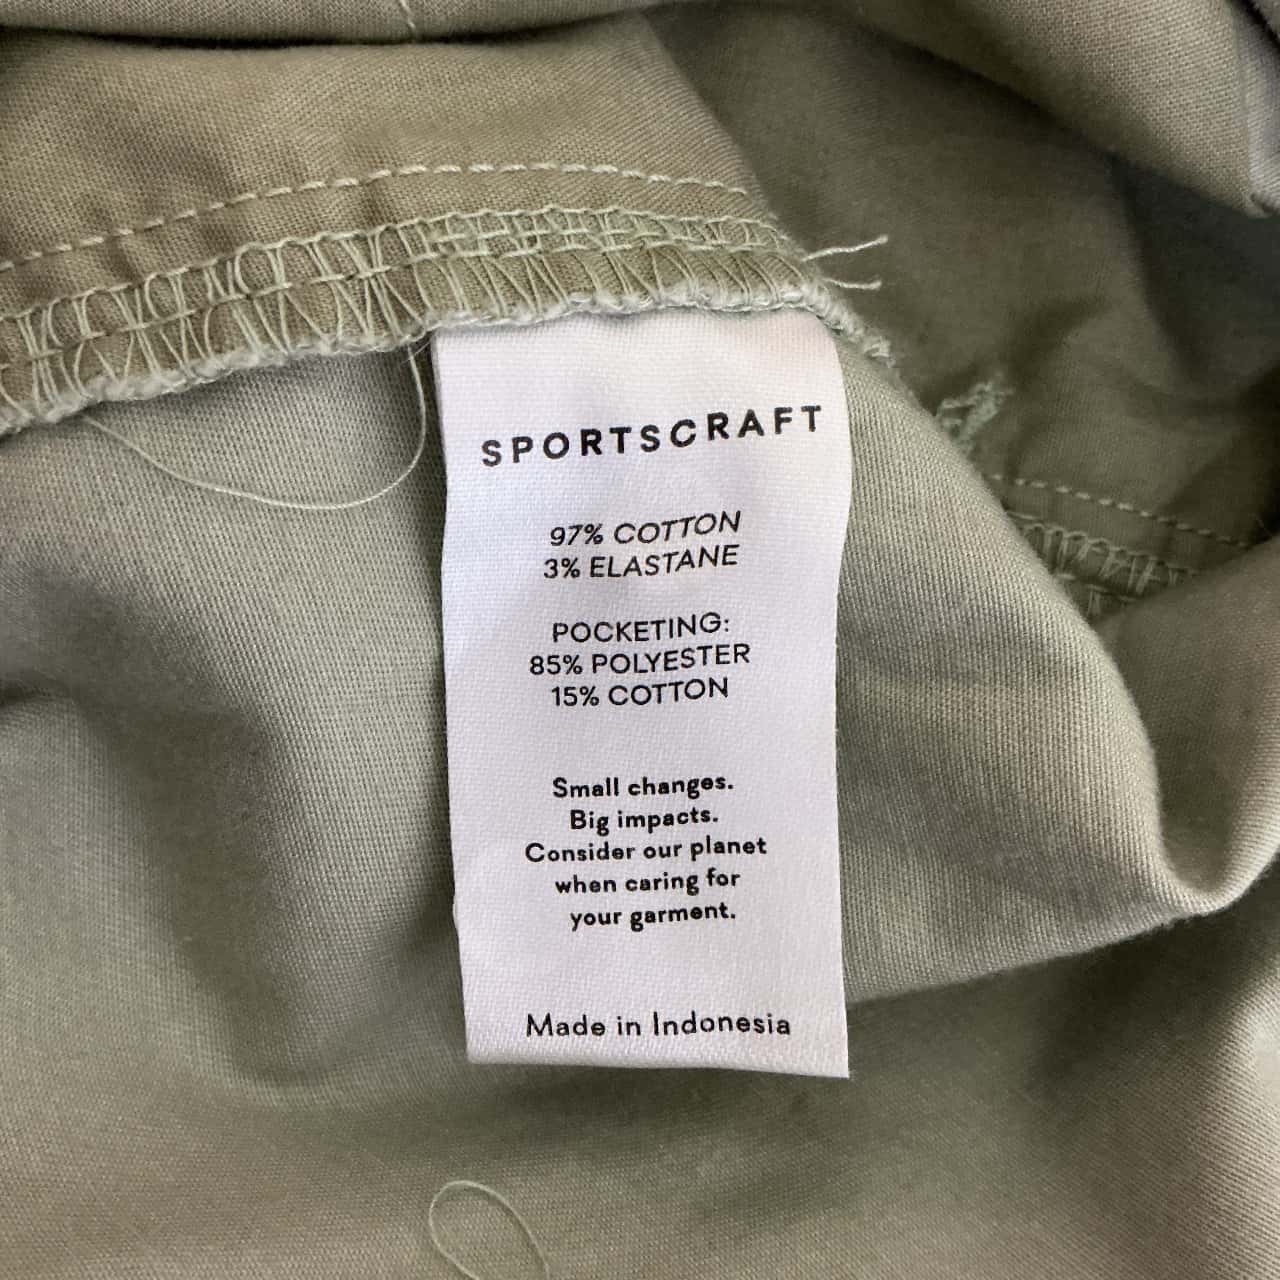 SPORTSCRAFT
97% COTTON
3% ELASTANE
POCKETING:
85% POLYESTER
15% COTTON
Small changes.
Big impacts.
Consider our planet
when caring for
your garment.
Made in Indonesia